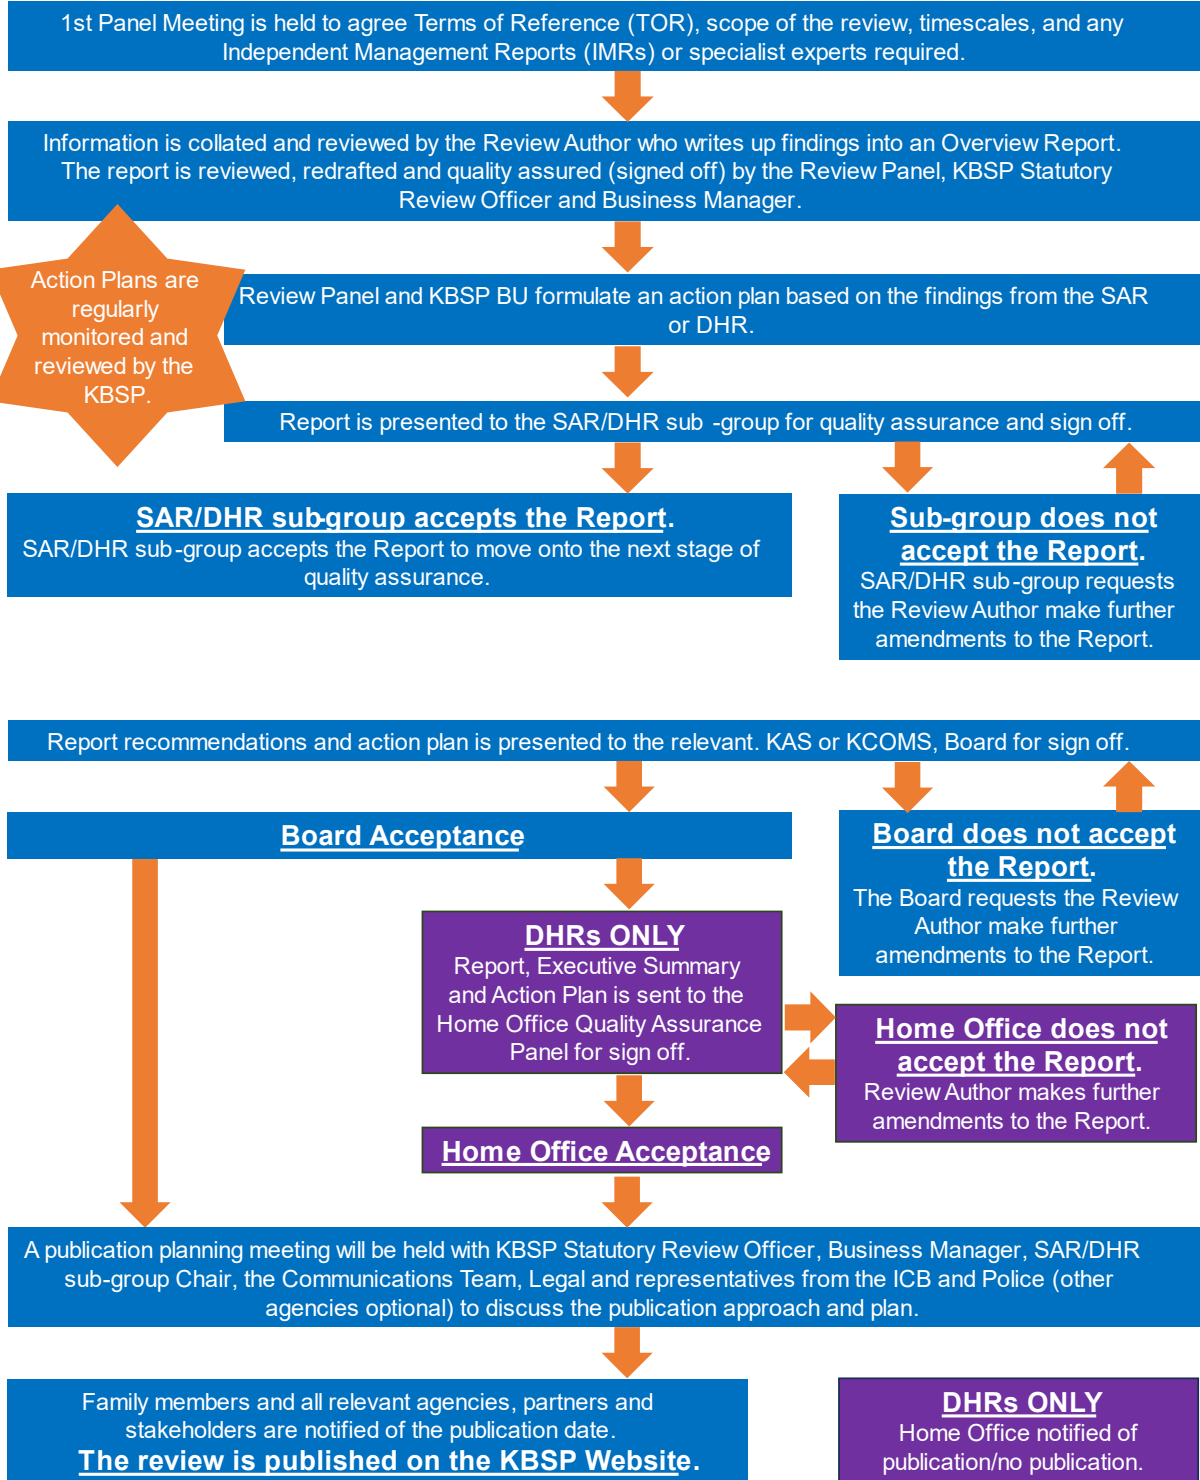 1st Panel Meeting is held to agree Terms of Reference (TOR), scope of the review, timescales, and any
Independent Management Reports (IMRs) or specialist experts required.
Information is collated and reviewed by the Review Author who writes up findings into an Overview Report.
The report is reviewed, redrafted and quality assured (signed off) by the Review Panel, KBSP Statutory
Review Officer and Business Manager.
Action Plans are
regularly
monitored and
reviewed by the
KBSP.
Review Panel and KBSP BU formulate an action plan based on the findings from the SAR
or DHR.
Report is presented to the SAR/DHR sub -group for quality assurance and sign off.
SAR/DHR sub-group accepts the Report.
SAR/DHR sub-group accepts the Report to move onto the next stage of
quality assurance.
Sub-group does not
accept the Report.
SAR/DHR sub-group requests
the Review Author make further
amendments to the Report.
Report recommendations and action plan is presented to the relevant. KAS or KCOMS, Board for sign off.
Board Acceptance
Board does not accept
the Report.
The Board requests the Review
Author make further
amendments to the Report.
DHRs ONLY
Report, Executive Summary
and Action Plan is sent to the
Home Office Quality Assurance
Panel for sign off.
Home Office does not
accept the Report.
Review Author makes further
amendments to the Report.
Home Office Acceptance
A publication planning meeting will be held with KBSP Statutory Review Officer, Business Manager, SAR/DHR
sub-group Chair, the Communications Team, Legal and representatives from the ICB and Police (other
agencies optional) to discuss the publication approach and plan.
Family members and all relevant agencies, partners and
stakeholders are notified of the publication date.
The review is published on the KBSP Website.
DHRs ONLY
Home Office notified of
publication/no publication.